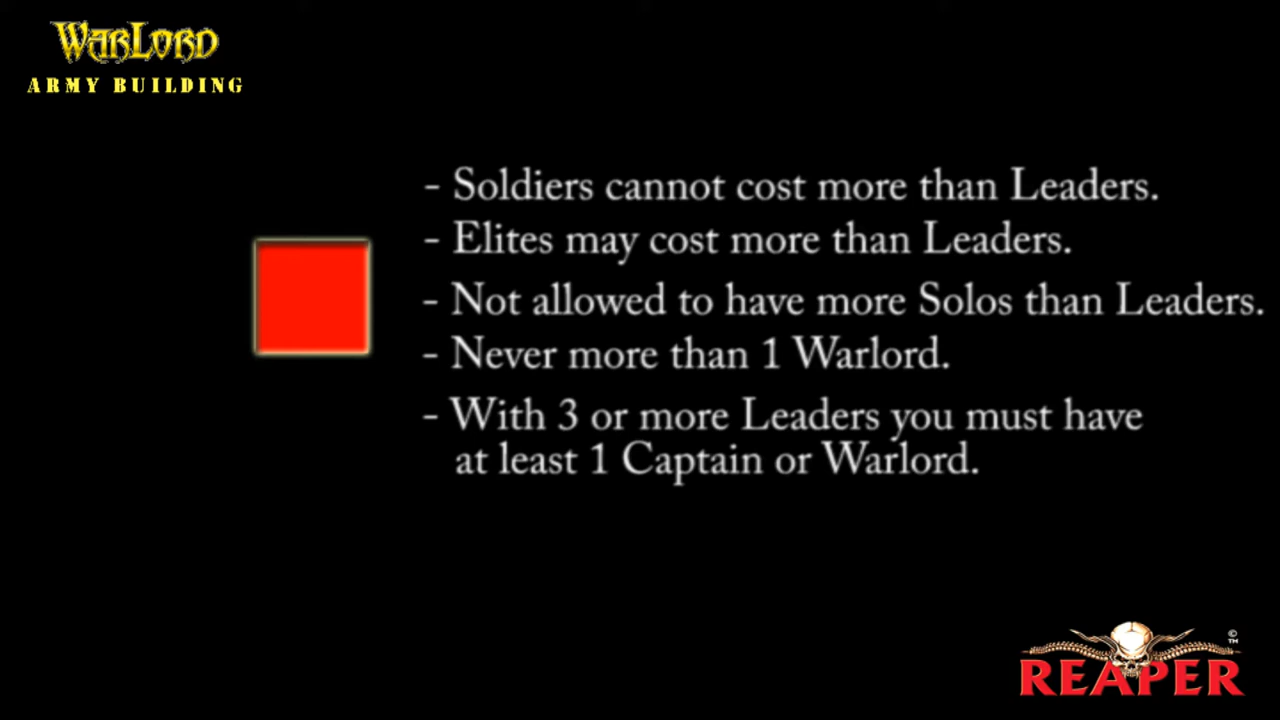 WARLORD
ARMY BUILDING
- Soldiers cannot cost more than Leaders.
- Elites may cost more than Leaders.
- Not allowed to have more Solos than Leaders.
- Never more than 1 Warlord.
- With 3 or more Leaders you must have
at least 1 Captain or Warlord.
©
TM
REAPER